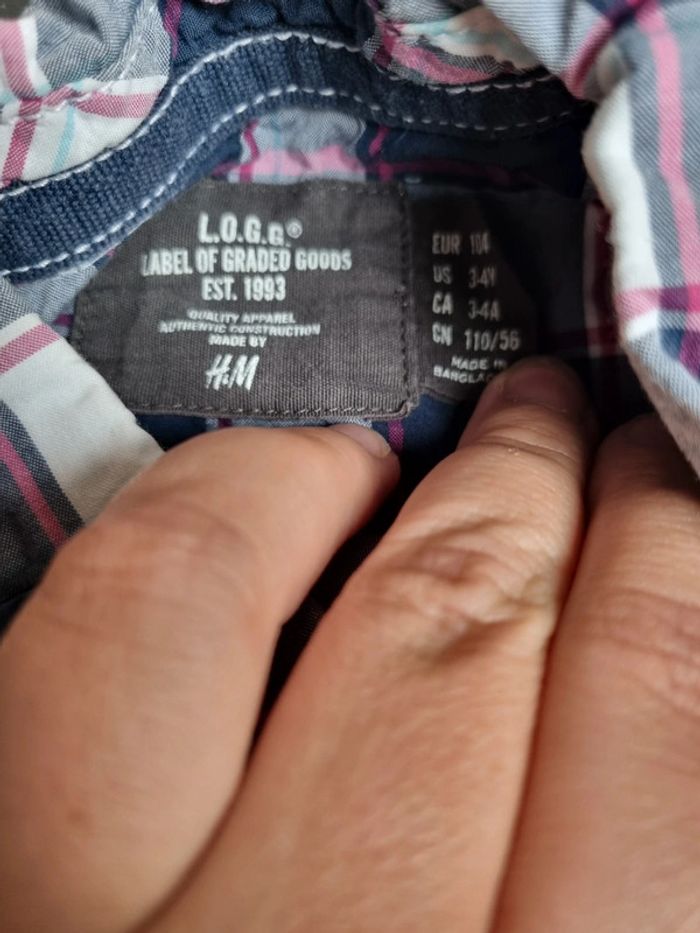 L.O.G.G.®
LABEL OF GRADED GOODS
EST. 1993
QUALITY APPAREL
AUTHENTIC CONSTRUCTION
MADE BY
H&M
EUR 104
US 3-4Y
CA 3-4A
CN 110/56
MADE IN